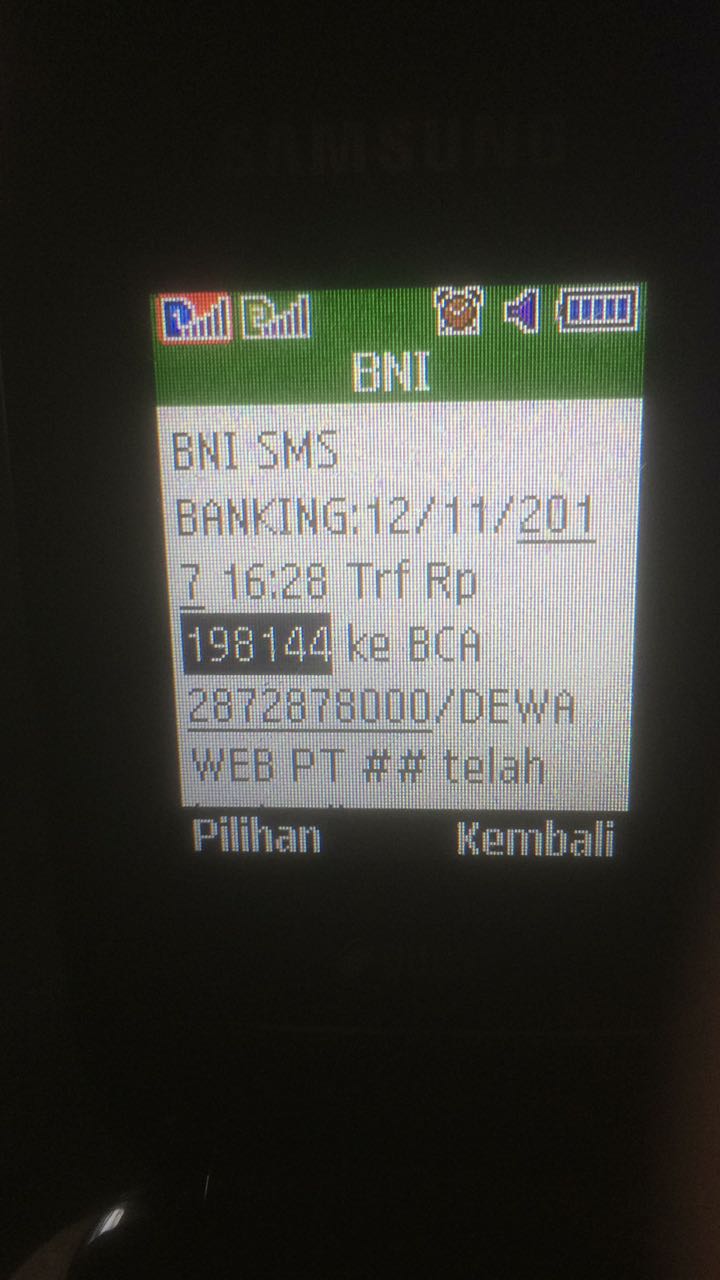 SAMSUNG
BNI
BNI SMS
BANKING:12/11/201
7 16:28 Trf Rp
198144 ke BCA
2872878000/DEWA
WEB PT ## telah
Pilihan
Kembali